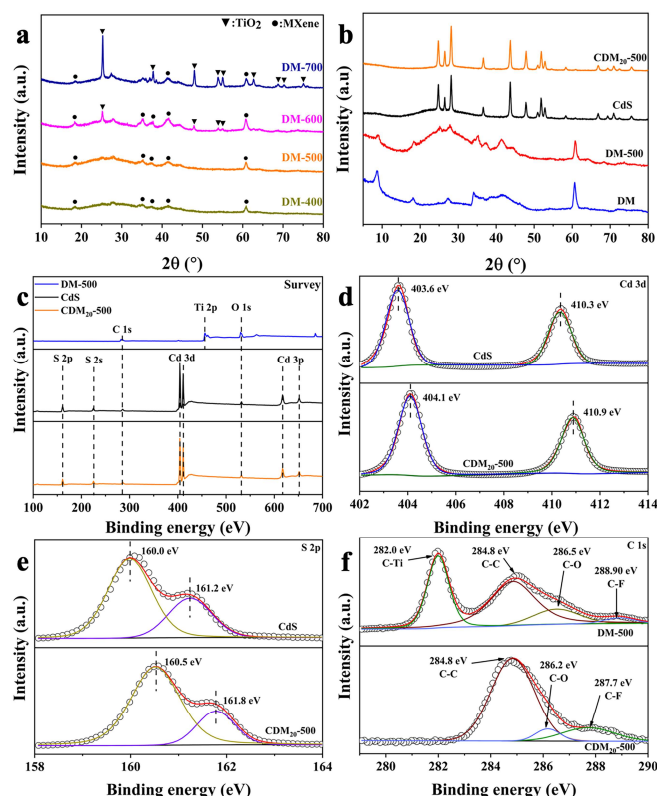 a
▼:TiO2 ●:MXene
DM-700
DM-600
DM-500
DM-400
Intensity (a.u.)
10 20 30 40 50 60 70 80
2θ (°)
b
CDM20-500
CdS
DM-500
DM
Intensity (a.u.)
10 20 30 40 50 60 70 80
2θ (°)
c
Survey
DM-500
CdS
CDM20-500
Ti 2p O 1s
C 1s
S 2p S 2s Cd 3d Cd 3p
Intensity (a.u.)
100 200 300 400 500 600 700
Binding energy (eV)
d
Cd 3d
403.6 eV
410.3 eV
CdS
404.1 eV
410.9 eV
CDM20-500
Intensity (a.u.)
402 404 406 408 410 412 414
Binding energy (eV)
e
S 2p
160.0 eV
161.2 eV
CdS
160.5 eV
161.8 eV
CDM20-500
Intensity (a.u.)
158 160 162 164
Binding energy (eV)
f
C 1s
282.0 eV
C-Ti
284.8 eV
C-C
286.5 eV
C-O
288.90 eV
C-F
DM-500
284.8 eV
C-C
286.2 eV
C-O
287.7 eV
C-F
CDM20-500
Intensity (a.u.)
280 282 284 286 288 290
Binding energy (eV)